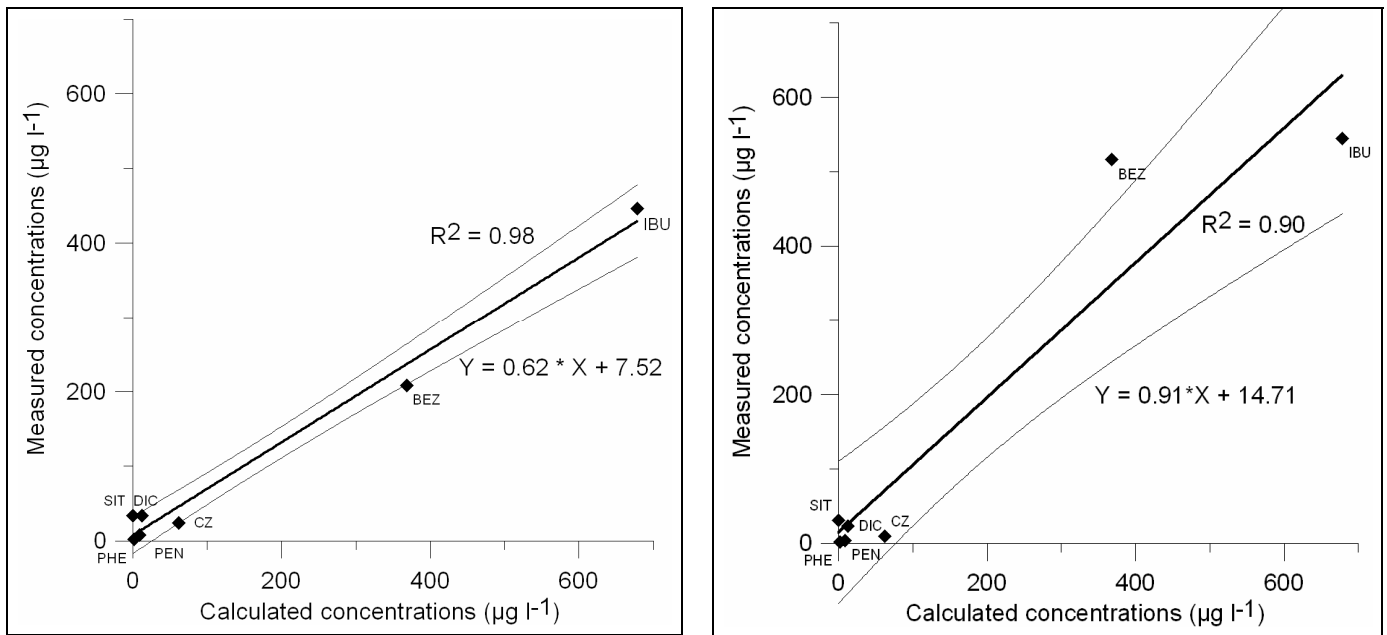 600
400
200
0
Measured concentrations (µg l-1)
R2 = 0.98
IBU
Y = 0.62 * X + 7.52
BEZ
SIT DIC
CZ
PHE
PEN
0 200 400 600
Calculated concentrations (µg l-1)
600
400
200
0
Measured concentrations (µg l-1)
BEZ
IBU
R2 = 0.90
Y = 0.91*X + 14.71
SIT
DIC CZ
PHE PEN
0 200 400 600
Calculated concentrations (µg l-1)